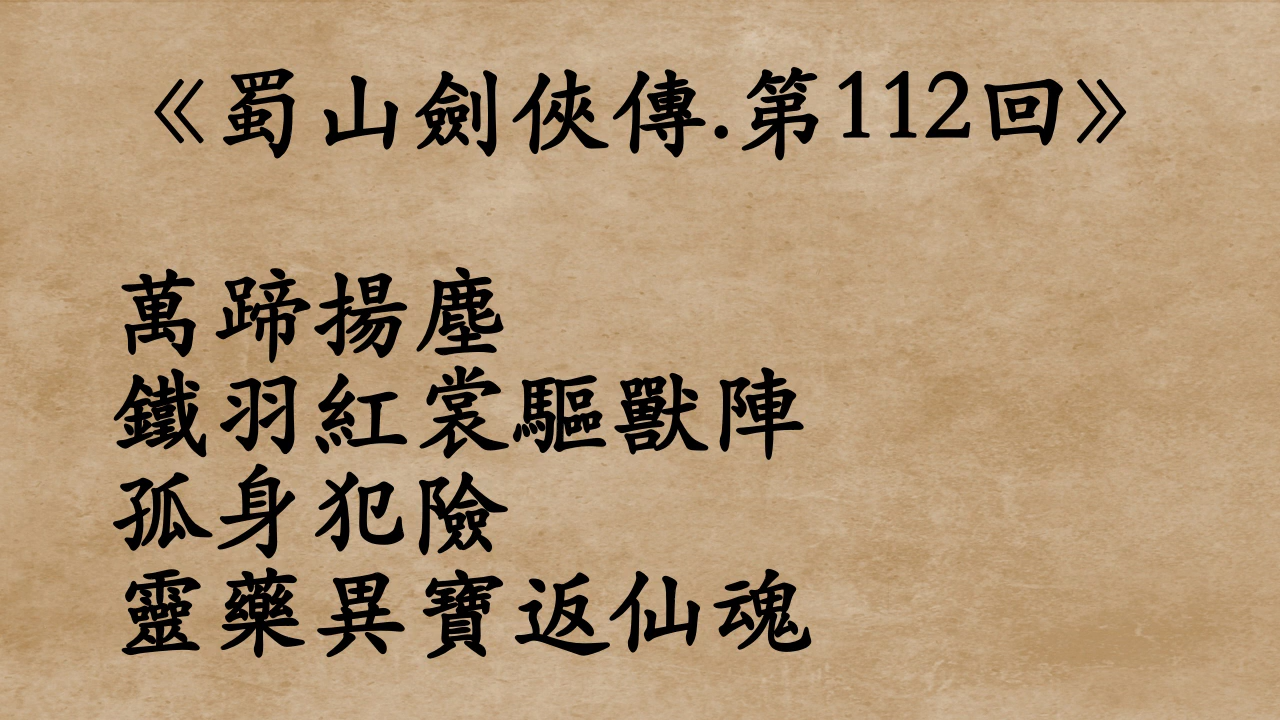 《蜀山劍俠傳.第112回》
萬蹄揚塵
鐵羽紅裳驅獸陣
孤身犯險
靈藥異寶返仙魂